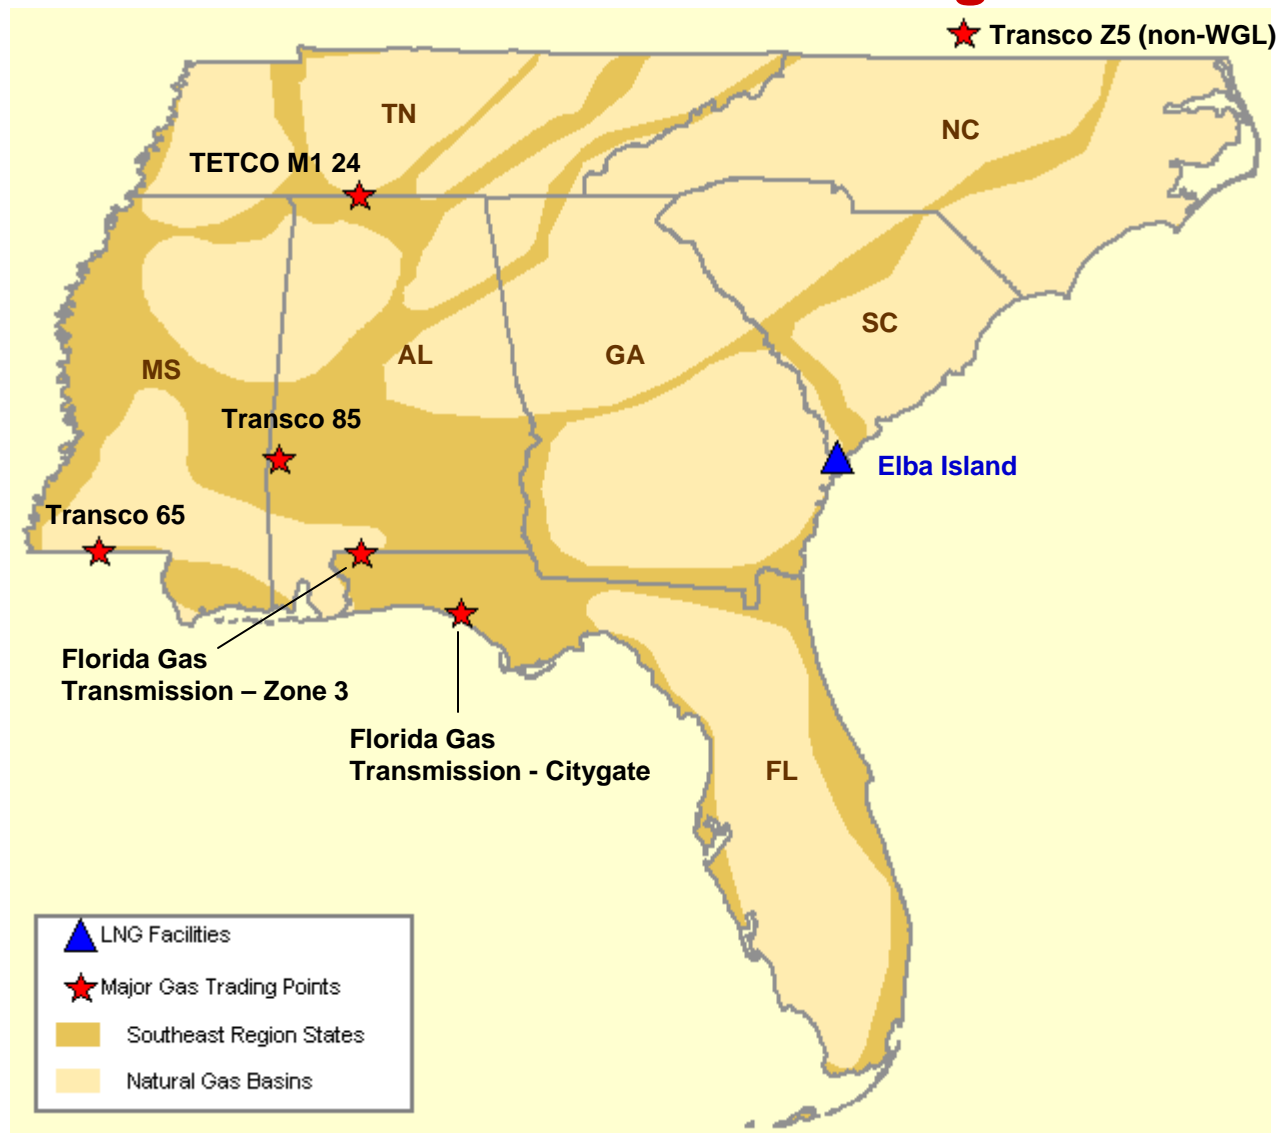 Transco Z5 (non-WGL)
TN
NC
TETCO M1 24
SC
AL
GA
MS
Transco 85
Elba Island
Transco 65
Florida Gas
Transmission – Zone 3
Florida Gas
Transmission - Citygate
FL
LNG Facilities
Major Gas Trading Points
Southeast Region States
Natural Gas Basins